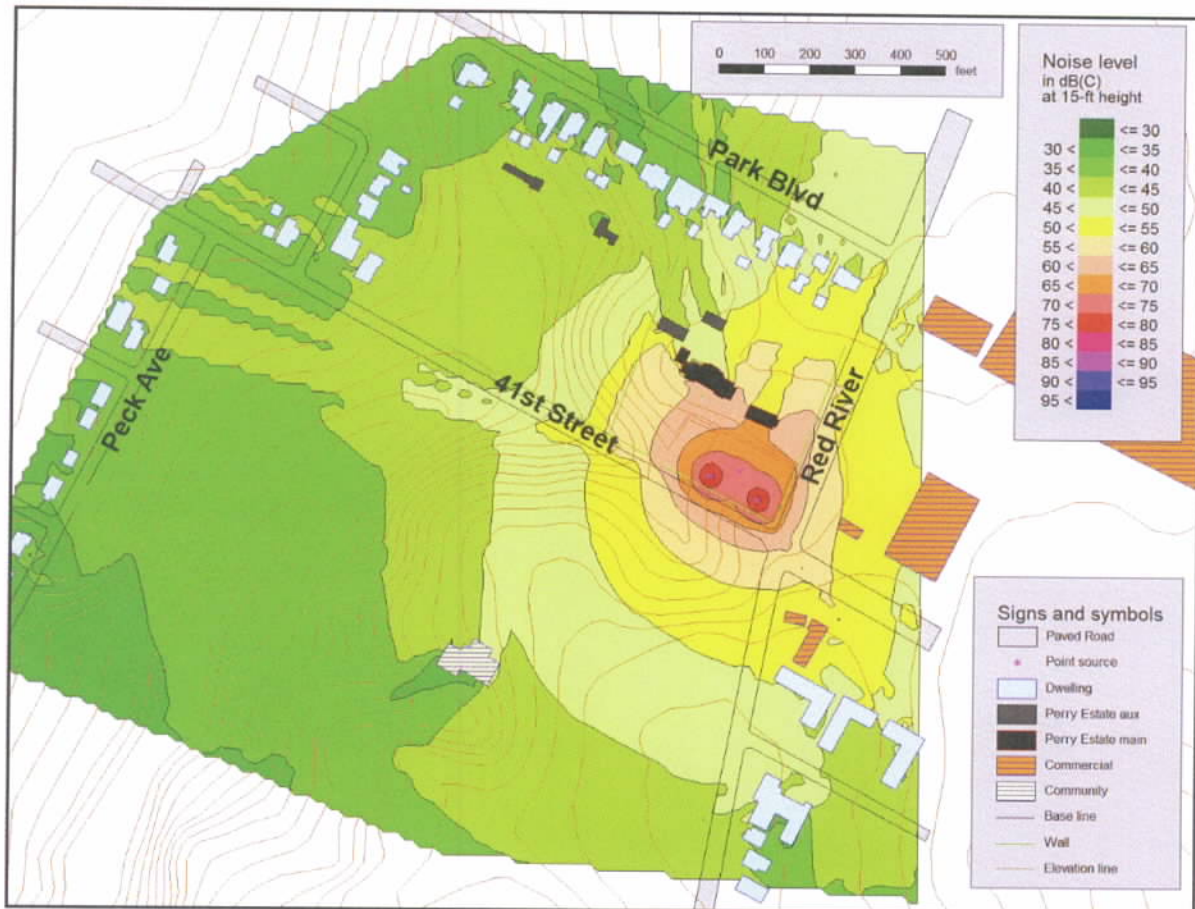 0 100 200 300 400 500
feet
Noise level
in dB(C)
at 15-ft height
<= 30
30 < <= 35
35 < <= 40
40 < <= 45
45 < <= 50
50 < <= 55
55 < <= 60
60 < <= 65
65 < <= 70
70 < <= 75
75 < <= 80
80 < <= 85
85 < <= 90
90 < <= 95
95 <
Park Blvd
Peck Ave
41st Street
Red River
Signs and symbols
Paved Road
Point source
Dwelling
Perry Estate aux
Perry Estate main
Commercial
Community
Base line
Wall
Elevation line